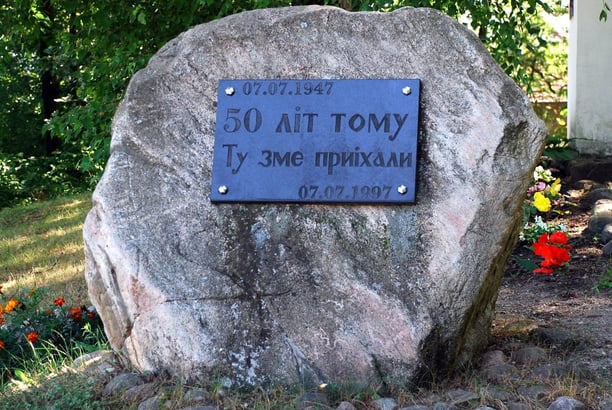 07.07.1947
50 літ тому
Ту зме приїхали
07.07.1997